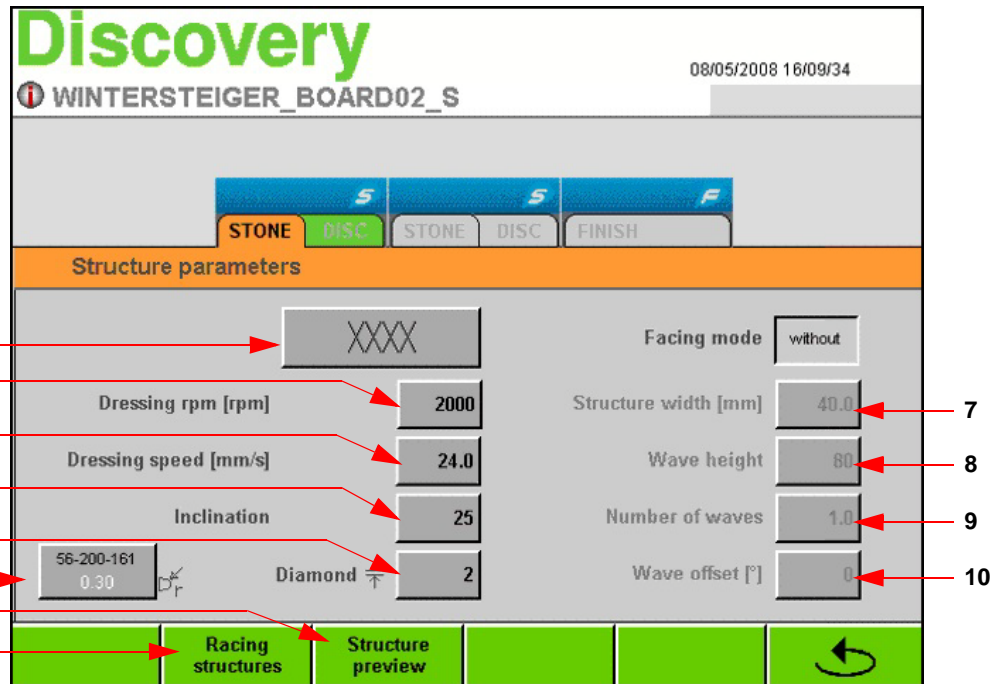 Discovery
08/05/2008 16/09/34
WINTERSTEIGER_BOARD02_S
S S F
STONE DISC STONE DISC FINISH
Structure parameters
XXXX Facing mode without
Dressing rpm [rpm] 2000 Structure width [mm] 40.0 7
Dressing speed [mm/s] 24.0 Wave height 80 8
Inclination 25 Number of waves 1.0 9
56-200-161
0.30 r Diamond 2 Wave offset [°] 0 10
Racing structures Structure preview